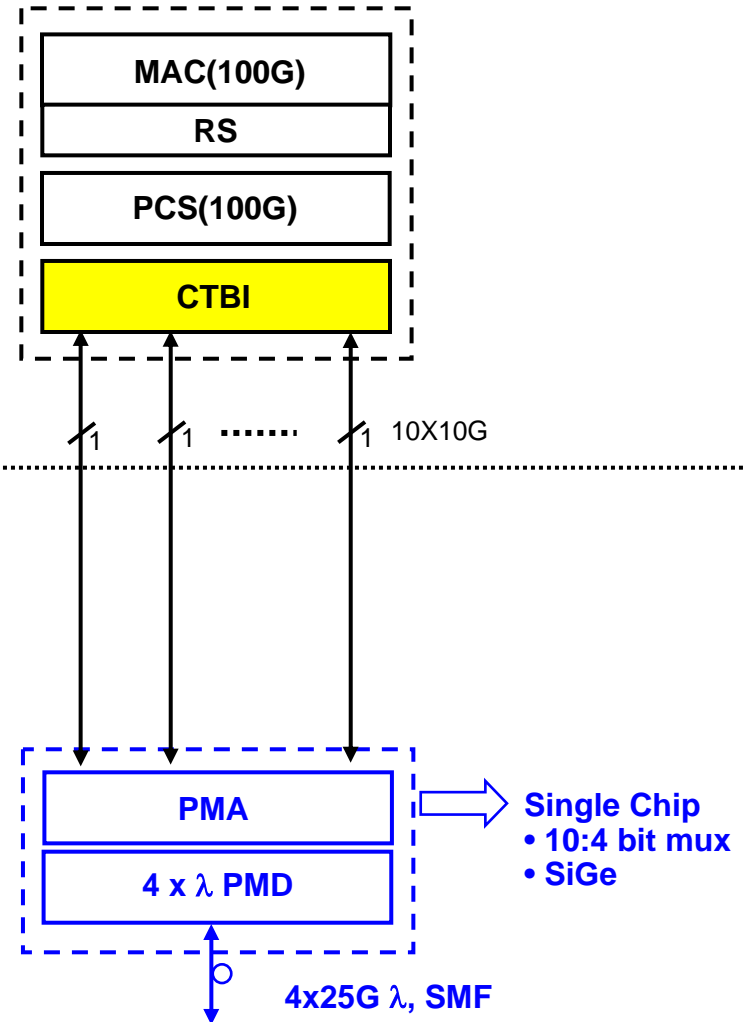 MAC(100G)
RS
PCS(100G)
CTBI
1 1 ....... 1 10X10G
PMA
4 x λ PMD
Single Chip
• 10:4 bit mux
• SiGe
4x25G λ, SMF